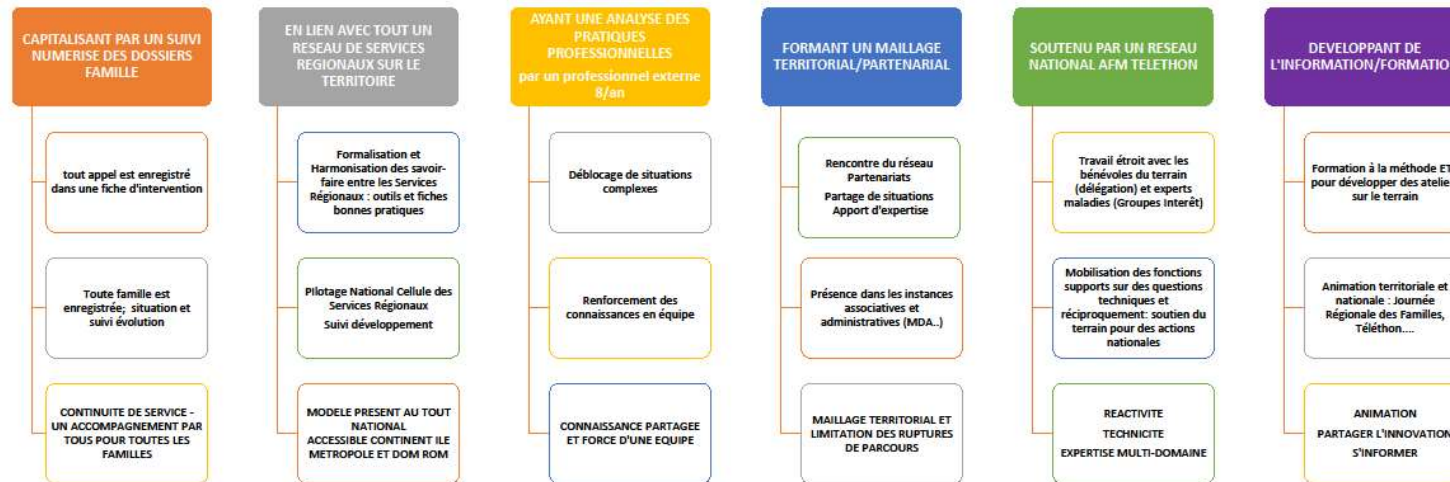 CAPITALISANT PAR UN SUIVI
NUMERISE DES DOSSIERS
FAMILLE
tout appel est enregistré
dans une fiche d'intervention
Toute famille est
enregistrée; situation et
suivi évolution
CONTINUITE DE SERVICE -
UN ACCOMPAGNEMENT PAR
TOUS POUR TOUTES LES
FAMILLES
EN LIEN AVEC TOUT UN
RESEAU DE SERVICES
REGIONAUX SUR LE
TERRITOIRE
Formalisation et
Harmonisation des savoir-
faire entre les Services
Régionaux : outils et fiches
bonnes pratiques
Pilotage National Cellule des
Services Régionaux
Suivi développement
MODELE PRESENT AU TOUT
NATIONAL
ACCESSIBLE CONTINENT ILE
METROPOLE ET DOM ROM
AYANT UNE ANALYSE DES
PRATIQUES
PROFESSIONNELLES
par un professionnel externe
8/an
Déblocage de situations
complexes
Renforcement des
connaissances en équipe
CONNAISSANCE PARTAGEE
ET FORCE D'UNE EQUIPE
FORMANT UN MAILLAGE
TERRITORIAL/PARTENARIAL
Rencontre du réseau
Partenariats
Partage de situations
Apport d'expertise
Présence dans les instances
associatives et
administratives (MDA..)
MAILLAGE TERRITORIAL ET
LIMITATION DES RUPTURES
DE PARCOURS
SOUTENU PAR UN RESEAU
NATIONAL AFM TELETHON
Travail étroit avec les
bénévoles du terrain
(délégation) et experts
maladies (Groupes Interêt)
Mobilisation des fonctions
supports sur des questions
techniques et
réciproquement: soutien du
terrain pour des actions
nationales
REACTIVITE
TECHNICITE
EXPERTISE MULTI-DOMAINE
DEVELOPPANT DE
L'INFORMATION/FORMATIO
Formation à la méthode ET
pour développer des atelie
sur le terrain
Animation territoriale et
nationale : Journée
Régionale des Familles,
Téléthon....
ANIMATION
PARTAGER L'INNOVATION
S'INFORMER